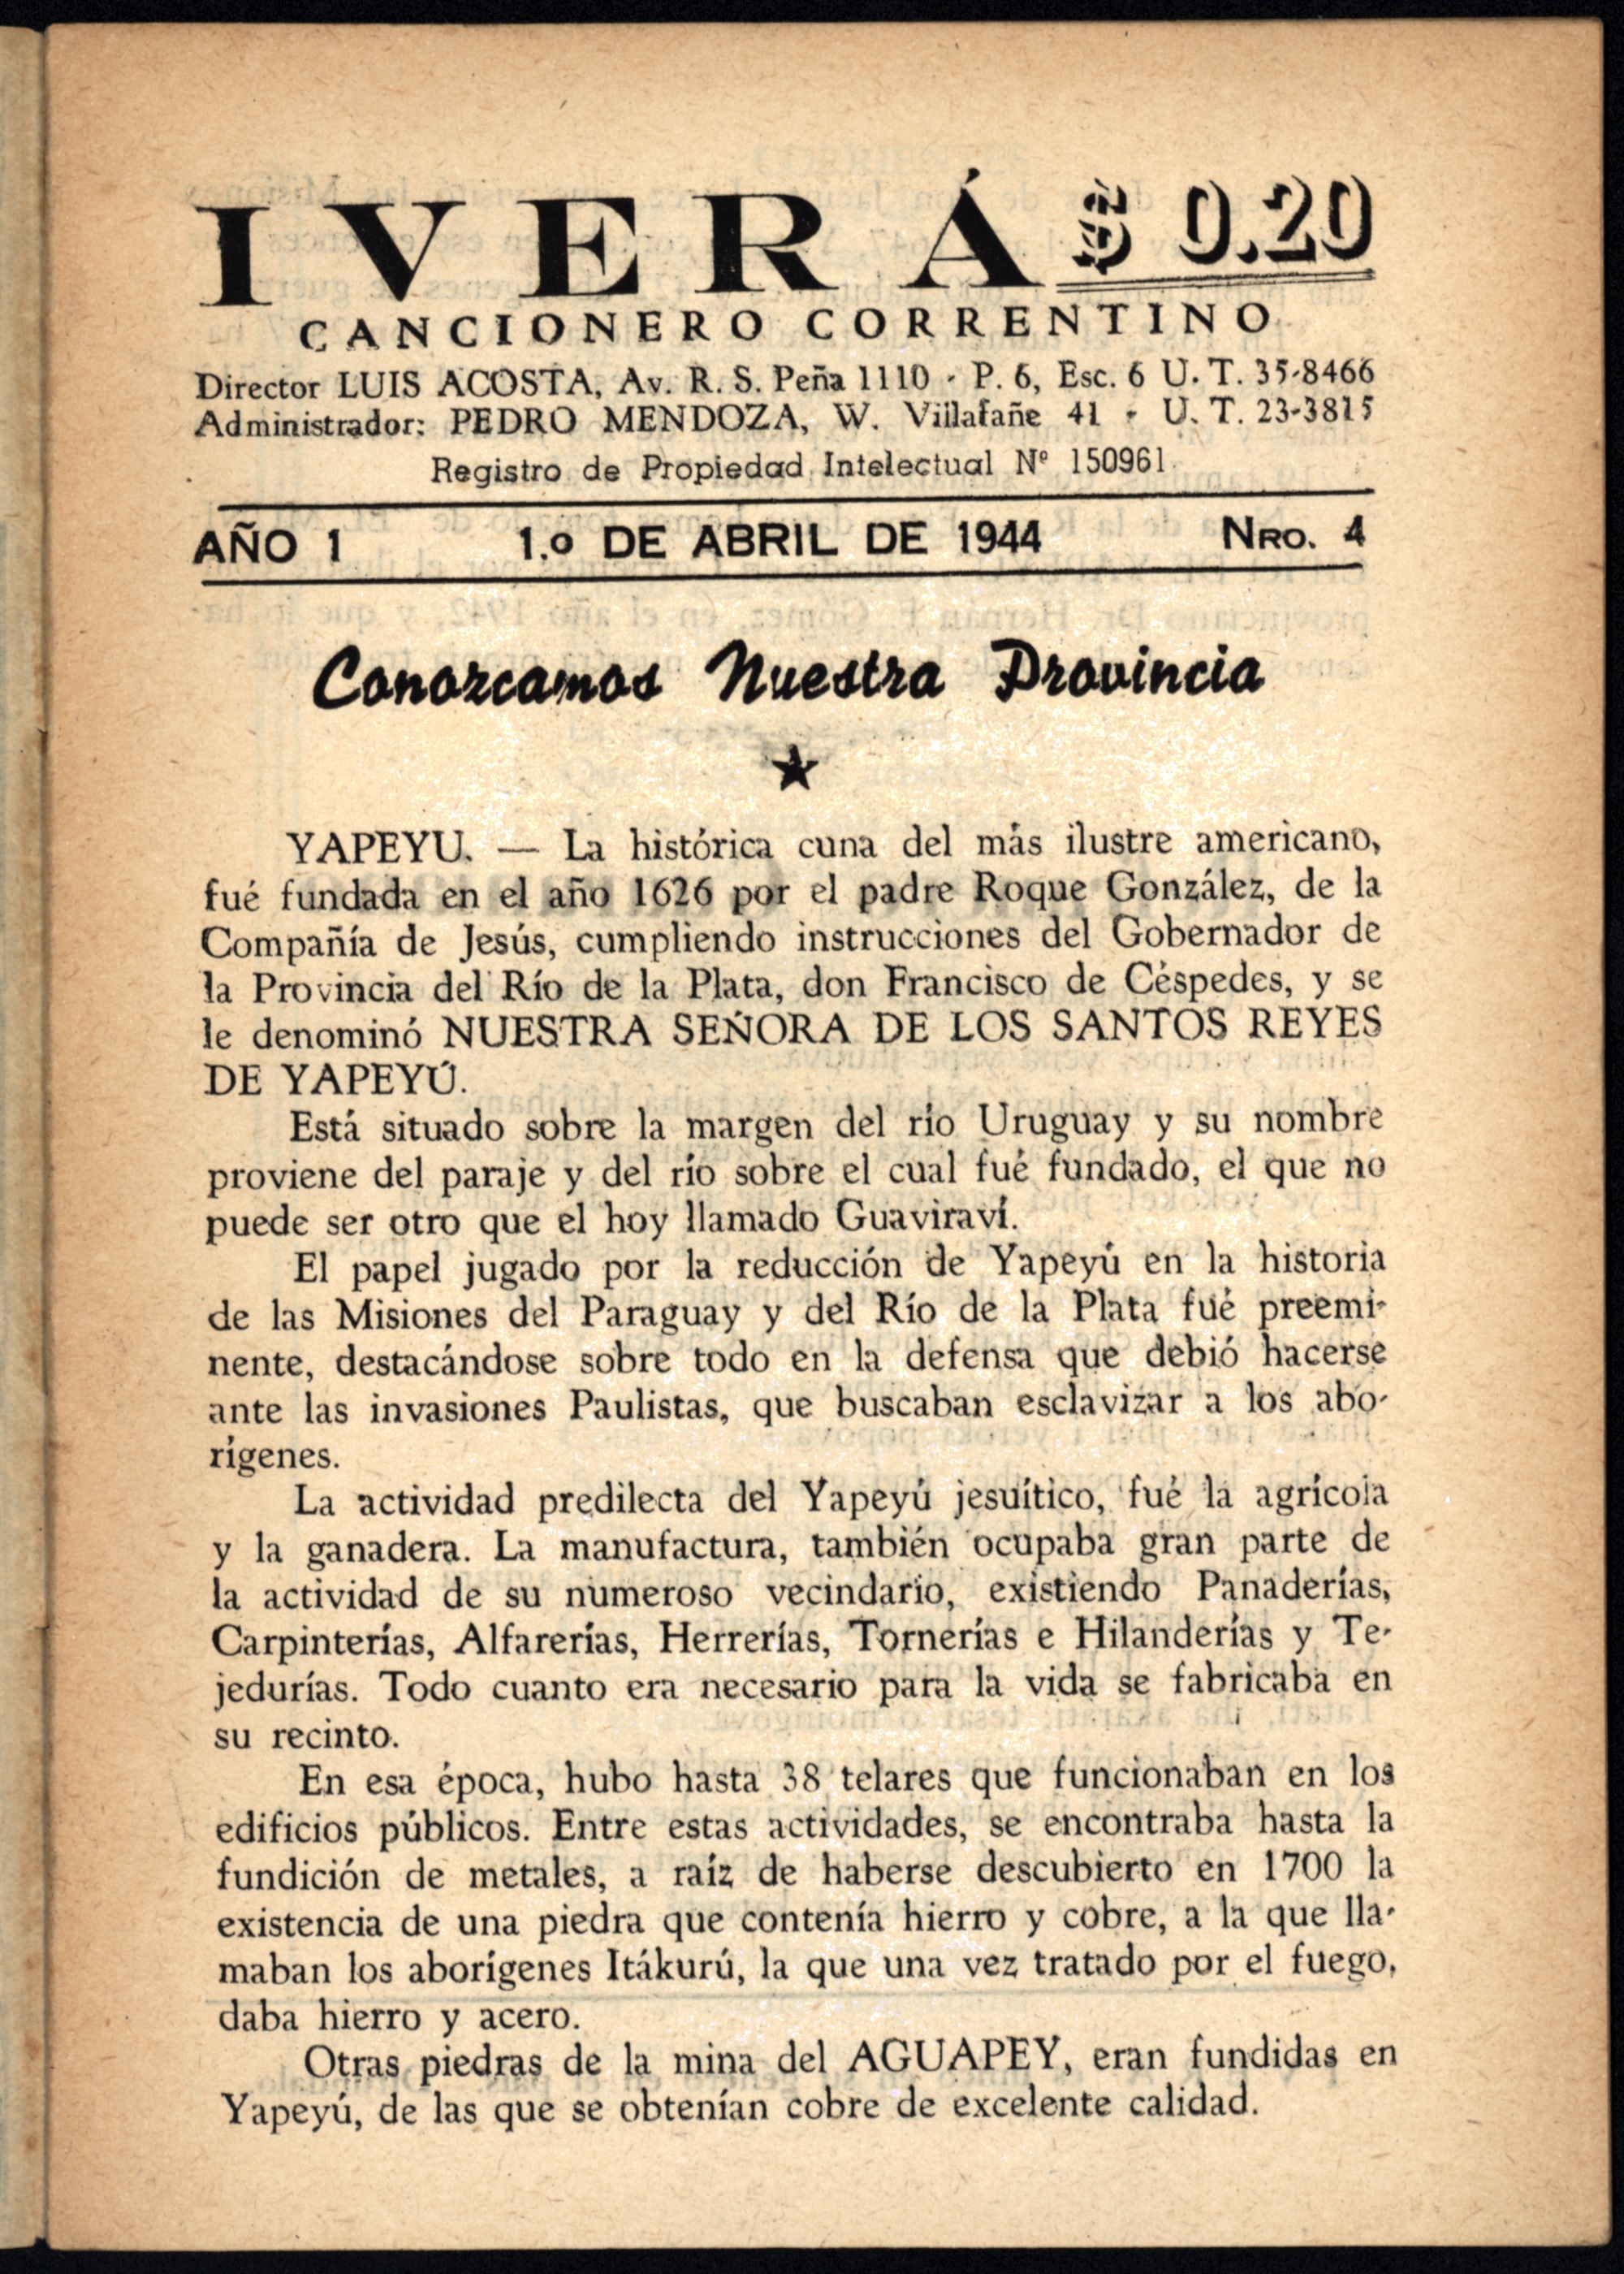 IVERÁ $ 0.20
CANCIONERO CORRENTINO
Director LUIS ACOSTA, Av. R. S. Peña 1110 - P. 6, Esc. 6 U. T. 35-8466
Administrador: PEDRO MENDOZA, W. Villafañe 41 - U. T. 23-3815
Registro de Propiedad Intelectual Nº 150961
AÑO 1 1.º DE ABRIL DE 1944 NRO. 4
Conozcamos Nuestra Provincia
★
YAPEYU. — La histórica cuna del más ilustre americano,
fué fundada en el año 1626 por el padre Roque González, de la
Compañía de Jesús, cumpliendo instrucciones del Gobernador de
la Provincia del Río de la Plata, don Francisco de Céspedes, y se
le denominó NUESTRA SEÑORA DE LOS SANTOS REYES
DE YAPEYÚ.
Está situado sobre la margen del río Uruguay y su nombre
proviene del paraje y del río sobre el cual fué fundado, el que no
puede ser otro que el hoy llamado Guaviraví.
El papel jugado por la reducción de Yapeyú en la historia
de las Misiones del Paraguay y del Río de la Plata fué preemi-
nente, destacándose sobre todo en la defensa que debió hacerse
ante las invasiones Paulistas, que buscaban esclavizar a los abo-
rígenes.
La actividad predilecta del Yapeyú jesuítico, fué la agrícola
y la ganadera. La manufactura, también ocupaba gran parte de
la actividad de su numeroso vecindario, existiendo Panaderías,
Carpinterías, Alfarerías, Herrerías, Tornerías e Hilanderías y Te-
jedurías. Todo cuanto era necesario para la vida se fabricaba en
su recinto.
En esa época, hubo hasta 38 telares que funcionaban en los
edificios públicos. Entre estas actividades, se encontraba hasta la
fundición de metales, a raíz de haberse descubierto en 1700 la
existencia de una piedra que contenía hierro y cobre, a la que lla-
maban los aborígenes Itákurú, la que una vez tratado por el fuego,
daba hierro y acero.
Otras piedras de la mina del AGUAPEY, eran fundidas en
Yapeyú, de las que se obtenían cobre de excelente calidad.